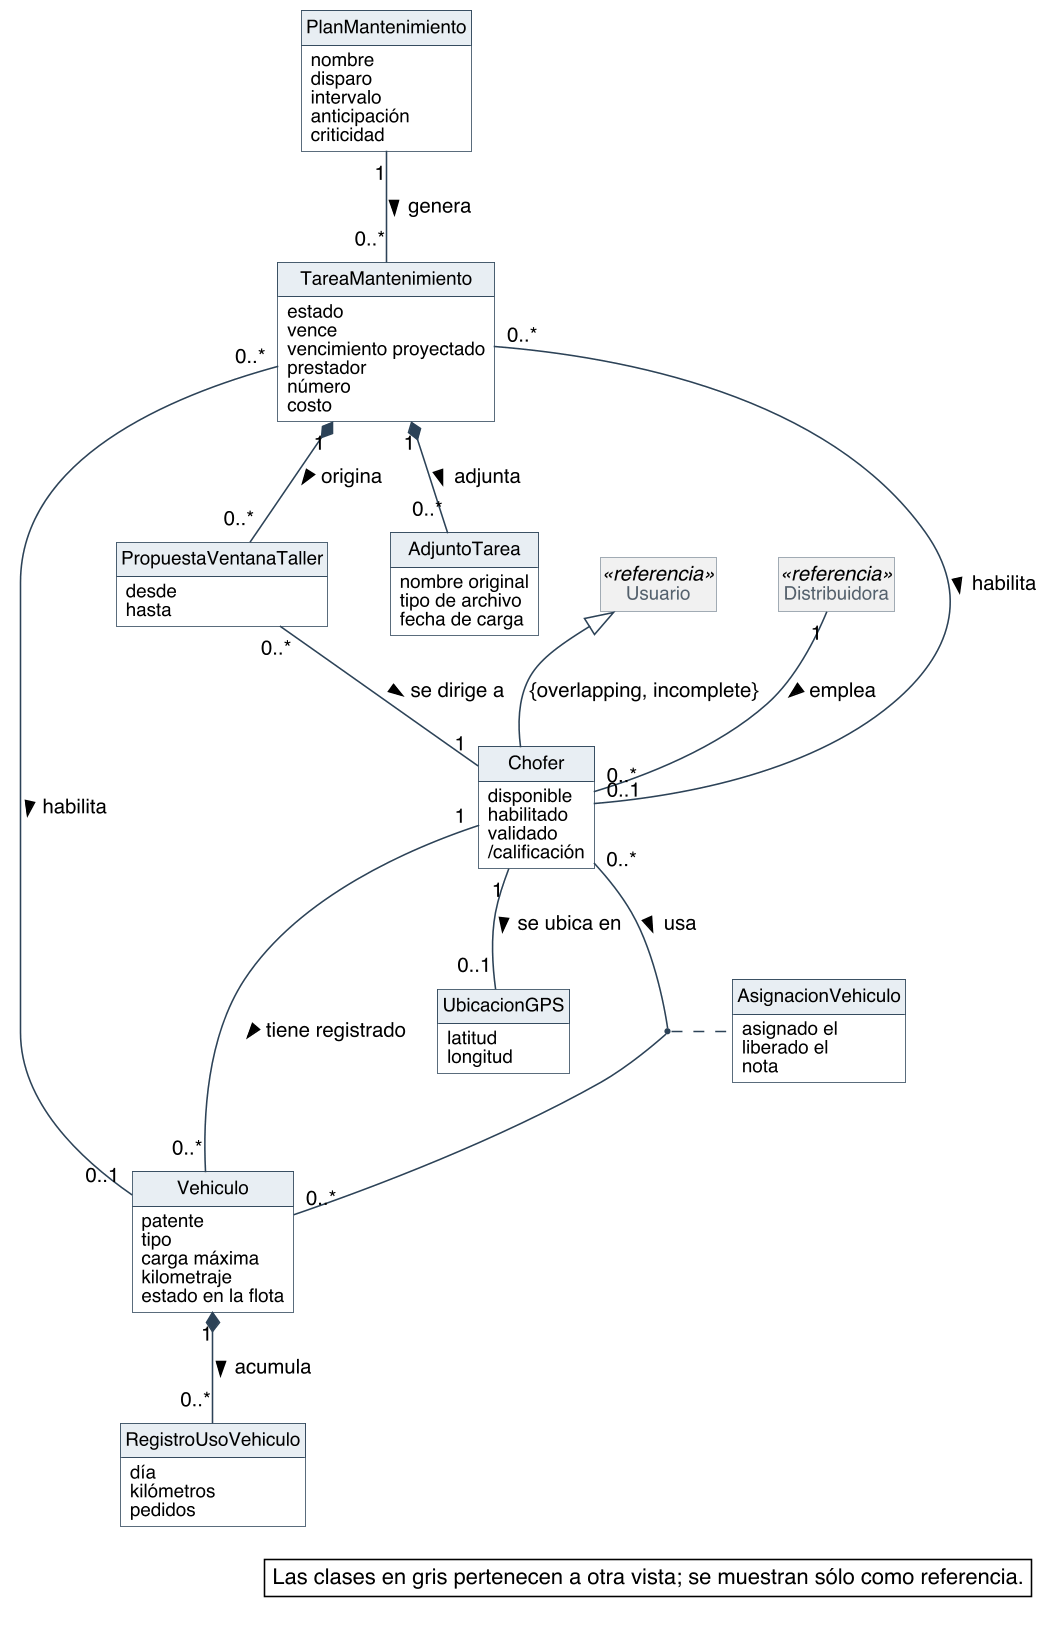 PlanMantenimiento
nombre
disparo
intervalo
anticipación
criticidad
1
genera
0..*
TareaMantenimiento
estado
vence
vencimiento proyectado
prestador
número
costo
0..*
0..*
1
1
origina
adjunta
0..*
0..*
PropuestaVentanaTaller
desde
hasta
AdjuntoTarea
nombre original
tipo de archivo
fecha de carga
«referencia»
Usuario
«referencia»
Distribuidora
habilita
1
0..*
se dirige a
{overlapping, incomplete}
emplea
1
Chofer
disponible
habilitado
validado
/calificación
0..*
0..1
habilita
1
0..*
1
se ubica en
usa
0..1
UbicacionGPS
latitud
longitud
AsignacionVehiculo
asignado el
liberado el
nota
tiene registrado
0..*
0..1
0..*
Vehiculo
patente
tipo
carga máxima
kilometraje
estado en la flota
1
acumula
0..*
RegistroUsoVehiculo
día
kilómetros
pedidos
Las clases en gris pertenecen a otra vista; se muestran sólo como referencia.